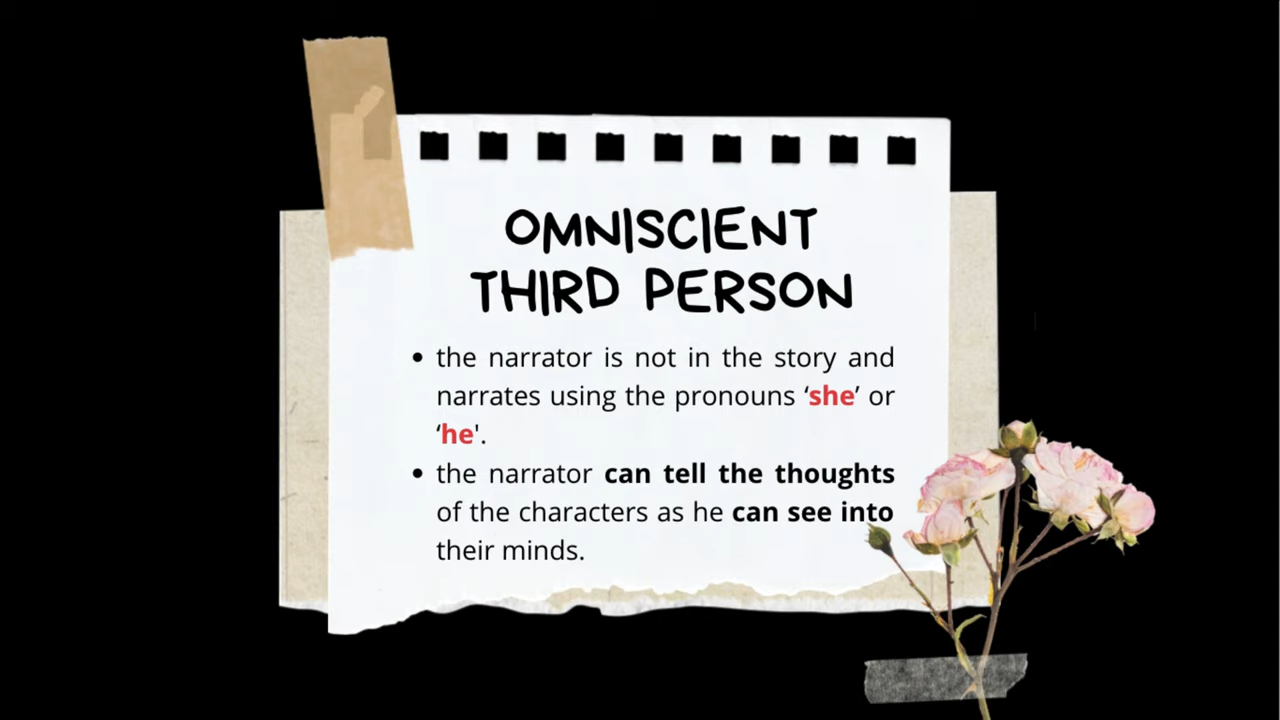 OMNISCIENT
THIRD PERSON
• the narrator is not in the story and
narrates using the pronouns ‘she’ or
‘he'.
• the narrator can tell the thoughts
of the characters as he can see into
their minds.